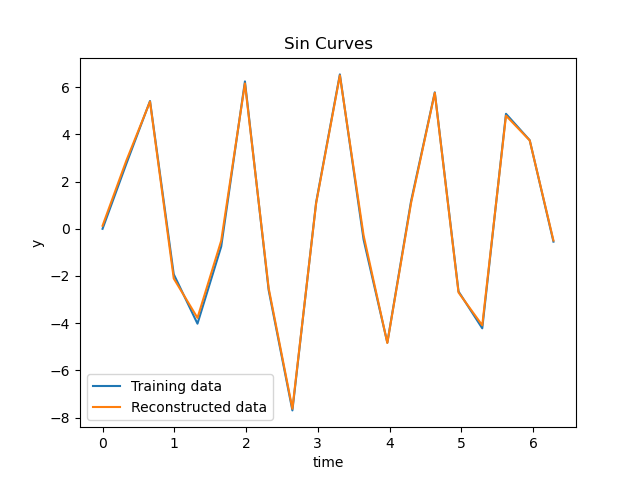 Sin Curves
6
4
2
0
−2
−4
−6
−8
y
Training data
Reconstructed data
0 1 2 3 4 5 6
time